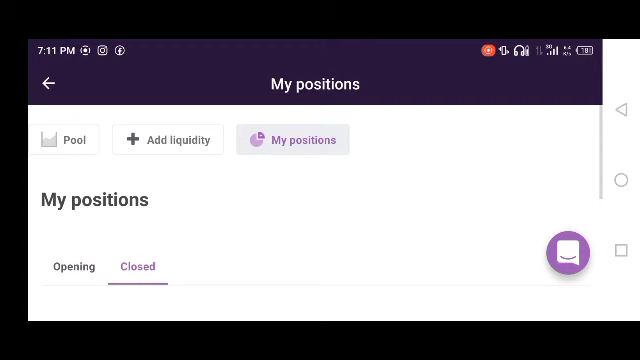 7:11 PM
My positions
Pool
Add liquidity
My positions
My positions
Opening
Closed